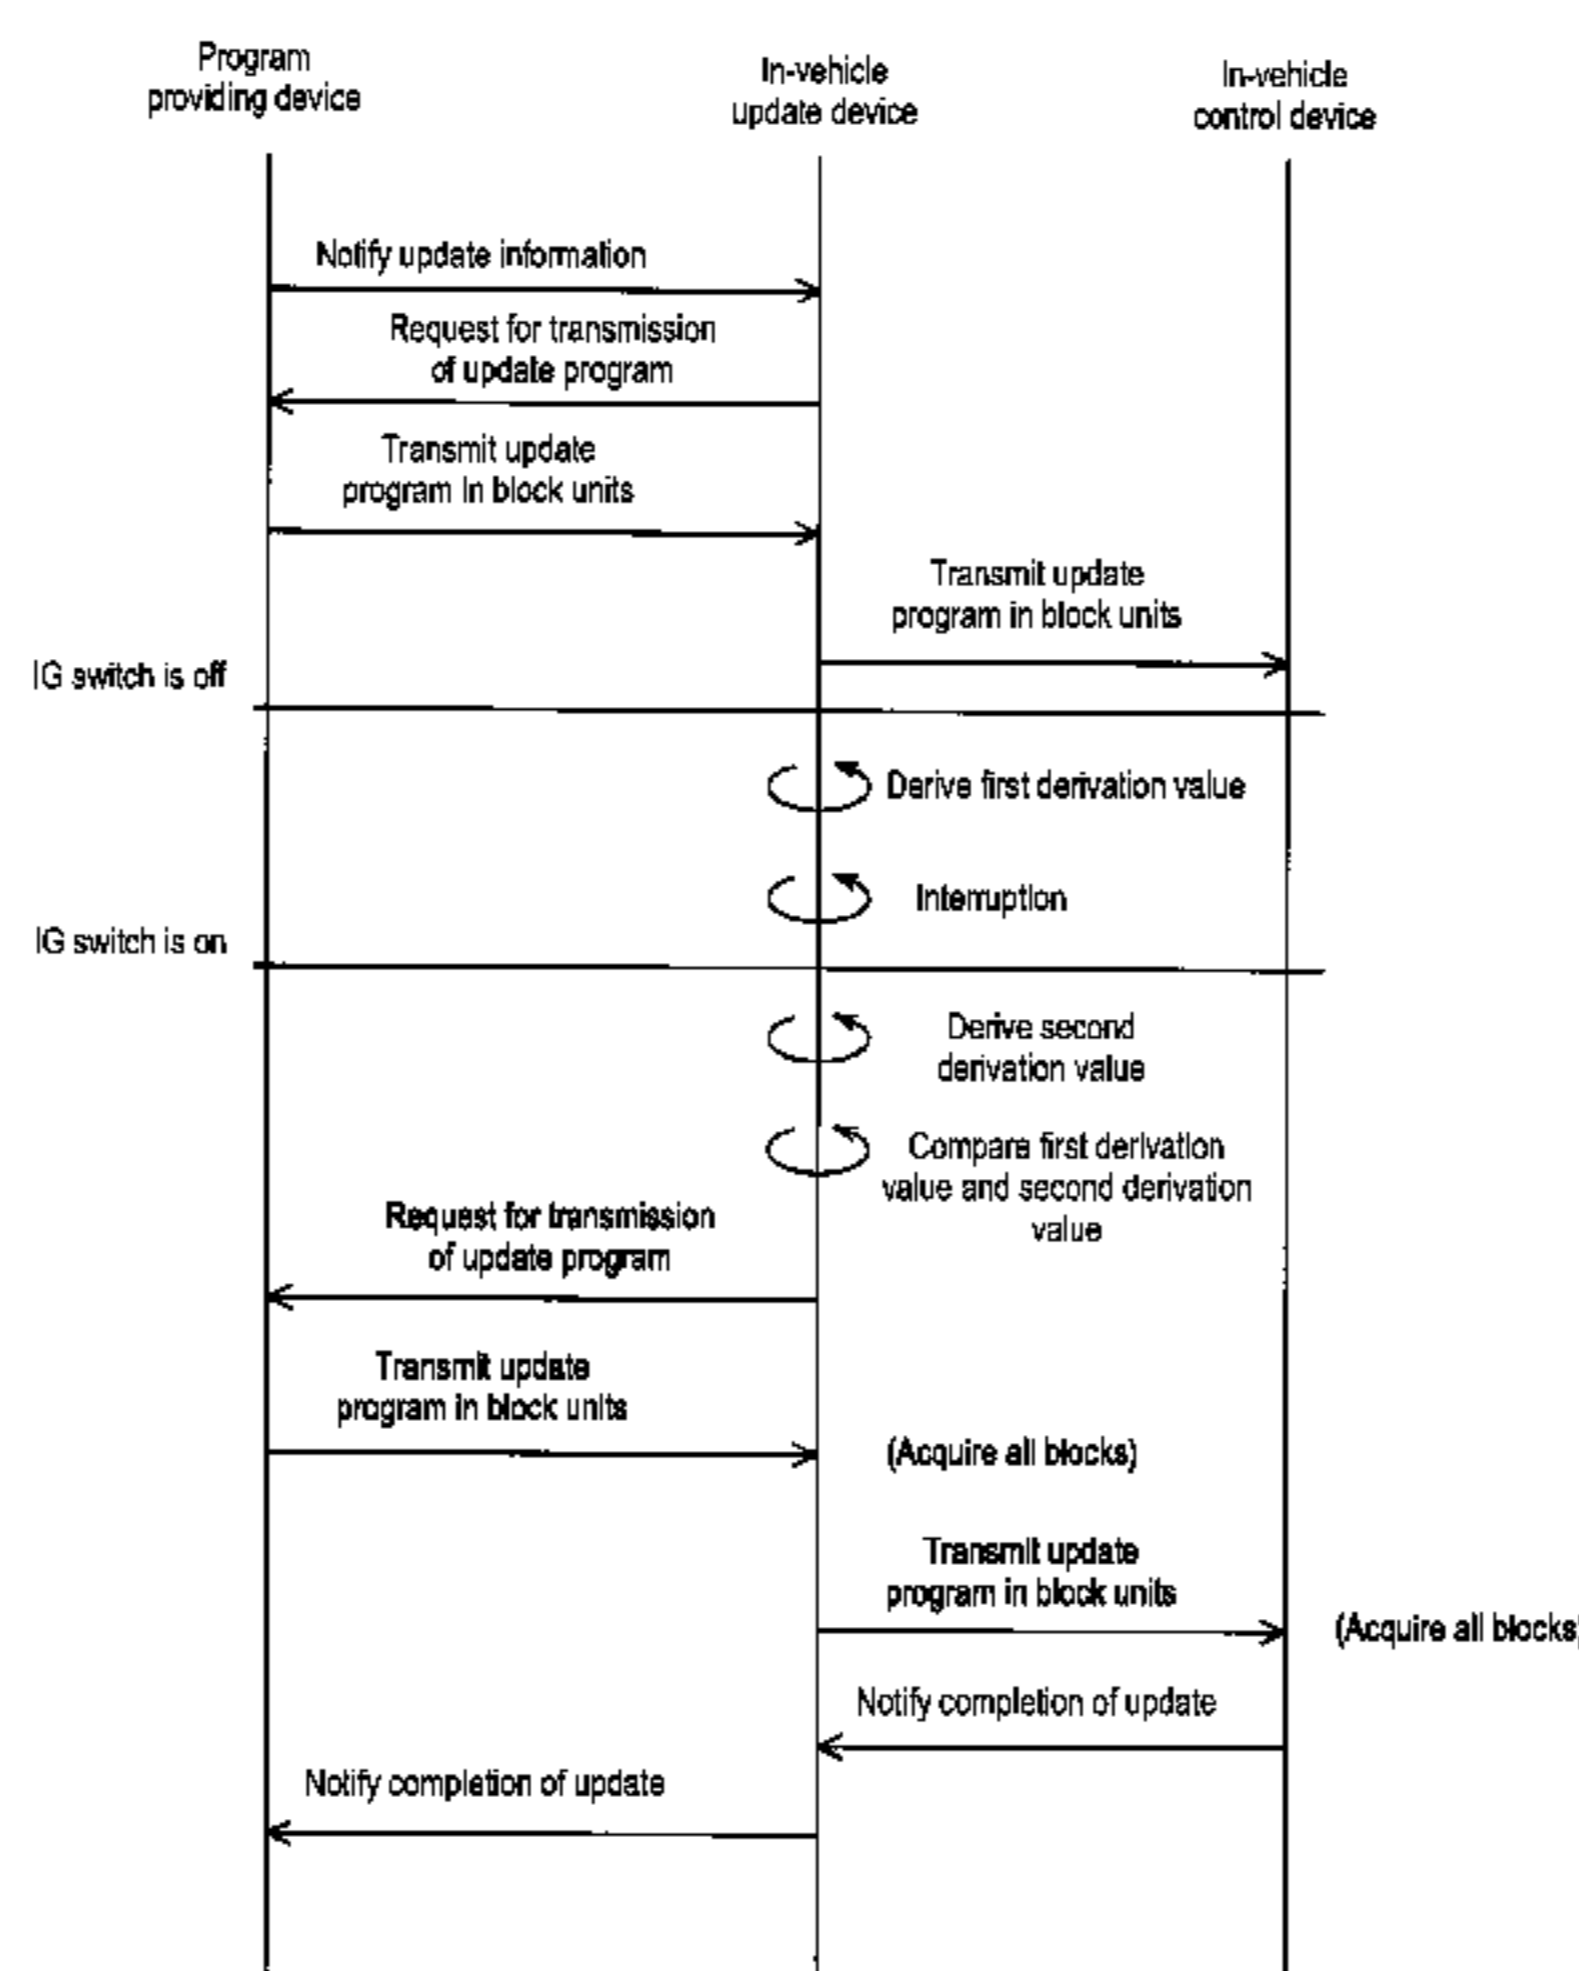 Program
providing device
In-vehicle
update device
In-vehicle
control device
Notify update information
Request for transmission
of update program
Transmit update
program in block units
Transmit update
program in block units
IG switch is off
Derive first derivation value
Interruption
IG switch is on
Derive second
derivation value
Compare first derivation
value and second derivation
value
Request for transmission
of update program
Transmit update
program in block units
(Acquire all blocks)
Transmit update
program in block units
(Acquire all blocks)
Notify completion of update
Notify completion of update